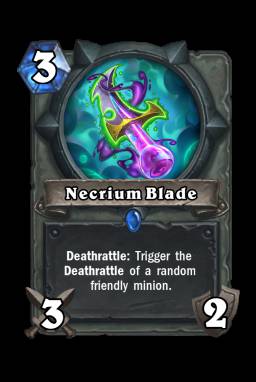 3
Necrium Blade
Deathrattle: Trigger the
Deathrattle of a random
friendly minion.
3 2